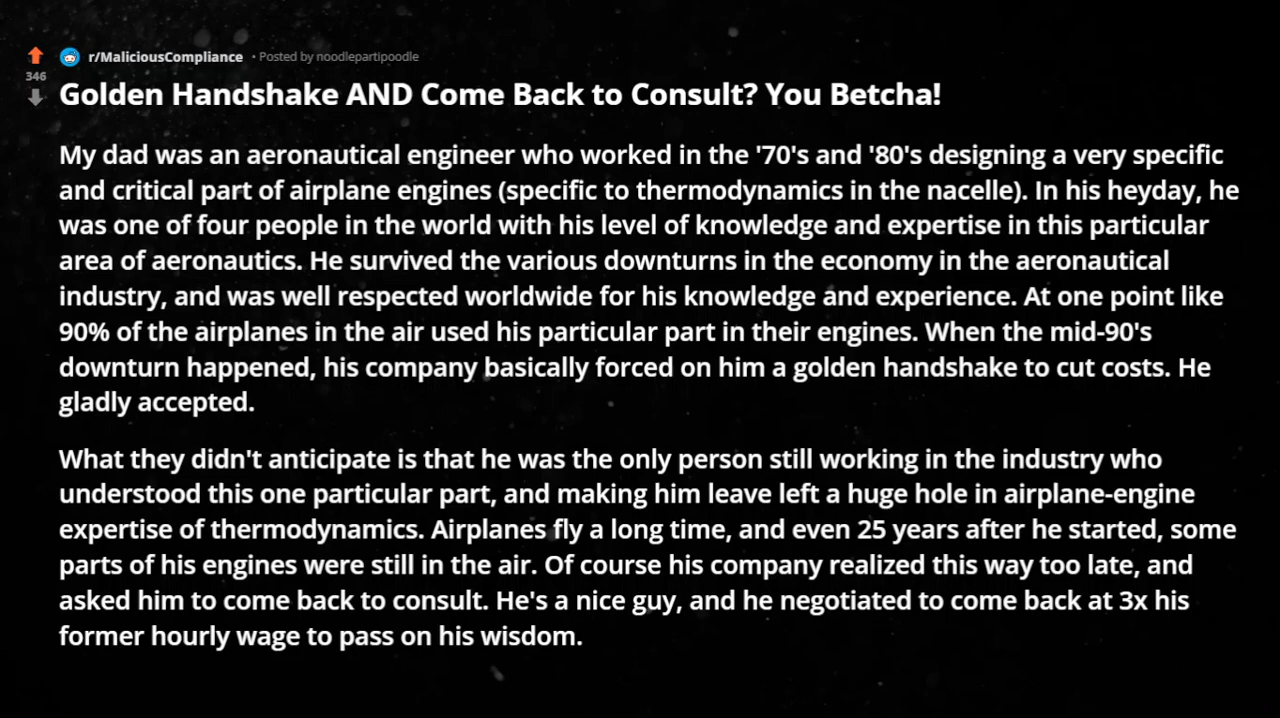 r/MaliciousCompliance • Posted by noodlepartipoodle
346
Golden Handshake AND Come Back to Consult? You Betcha!
My dad was an aeronautical engineer who worked in the '70's and '80's designing a very specific
and critical part of airplane engines (specific to thermodynamics in the nacelle). In his heyday, he
was one of four people in the world with his level of knowledge and expertise in this particular
area of aeronautics. He survived the various downturns in the economy in the aeronautical
industry, and was well respected worldwide for his knowledge and experience. At one point like
90% of the airplanes in the air used his particular part in their engines. When the mid-90's
downturn happened, his company basically forced on him a golden handshake to cut costs. He
gladly accepted.
What they didn't anticipate is that he was the only person still working in the industry who
understood this one particular part, and making him leave left a huge hole in airplane-engine
expertise of thermodynamics. Airplanes fly a long time, and even 25 years after he started, some
parts of his engines were still in the air. Of course his company realized this way too late, and
asked him to come back to consult. He's a nice guy, and he negotiated to come back at 3x his
former hourly wage to pass on his wisdom.